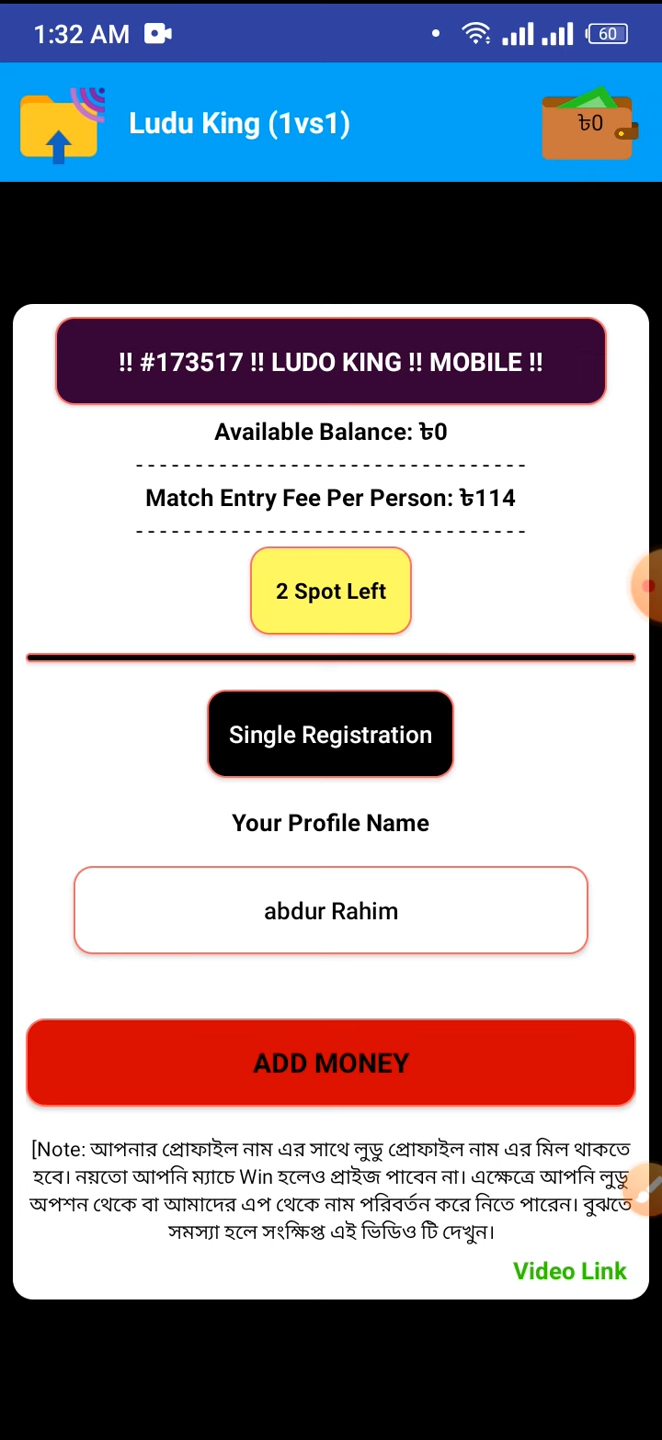 1:32 AM
60
Ludu King (1vs1)
৳0
!! #173517 !! LUDO KING !! MOBILE !!
Available Balance: ৳0
- - - - - - - - - - - - - - - - - - - - - - - - - - - - - - - - -
Match Entry Fee Per Person: ৳114
- - - - - - - - - - - - - - - - - - - - - - - - - - - - - - - - -
2 Spot Left
Single Registration
Your Profile Name
abdur Rahim
ADD MONEY
[Note: আপনার প্রোফাইল নাম এর সাথে লুডু প্রোফাইল নাম এর মিল থাকতে
হবে। নয়তো আপনি ম্যাচে Win হলেও প্রাইজ পাবেন না। এক্ষেত্রে আপনি লুডু
অপশন থেকে বা আমাদের এপ থেকে নাম পরিবর্তন করে নিতে পারেন। বুঝতে
সমস্যা হলে সংক্ষিপ্ত এই ভিডিও টি দেখুন।
Video Link